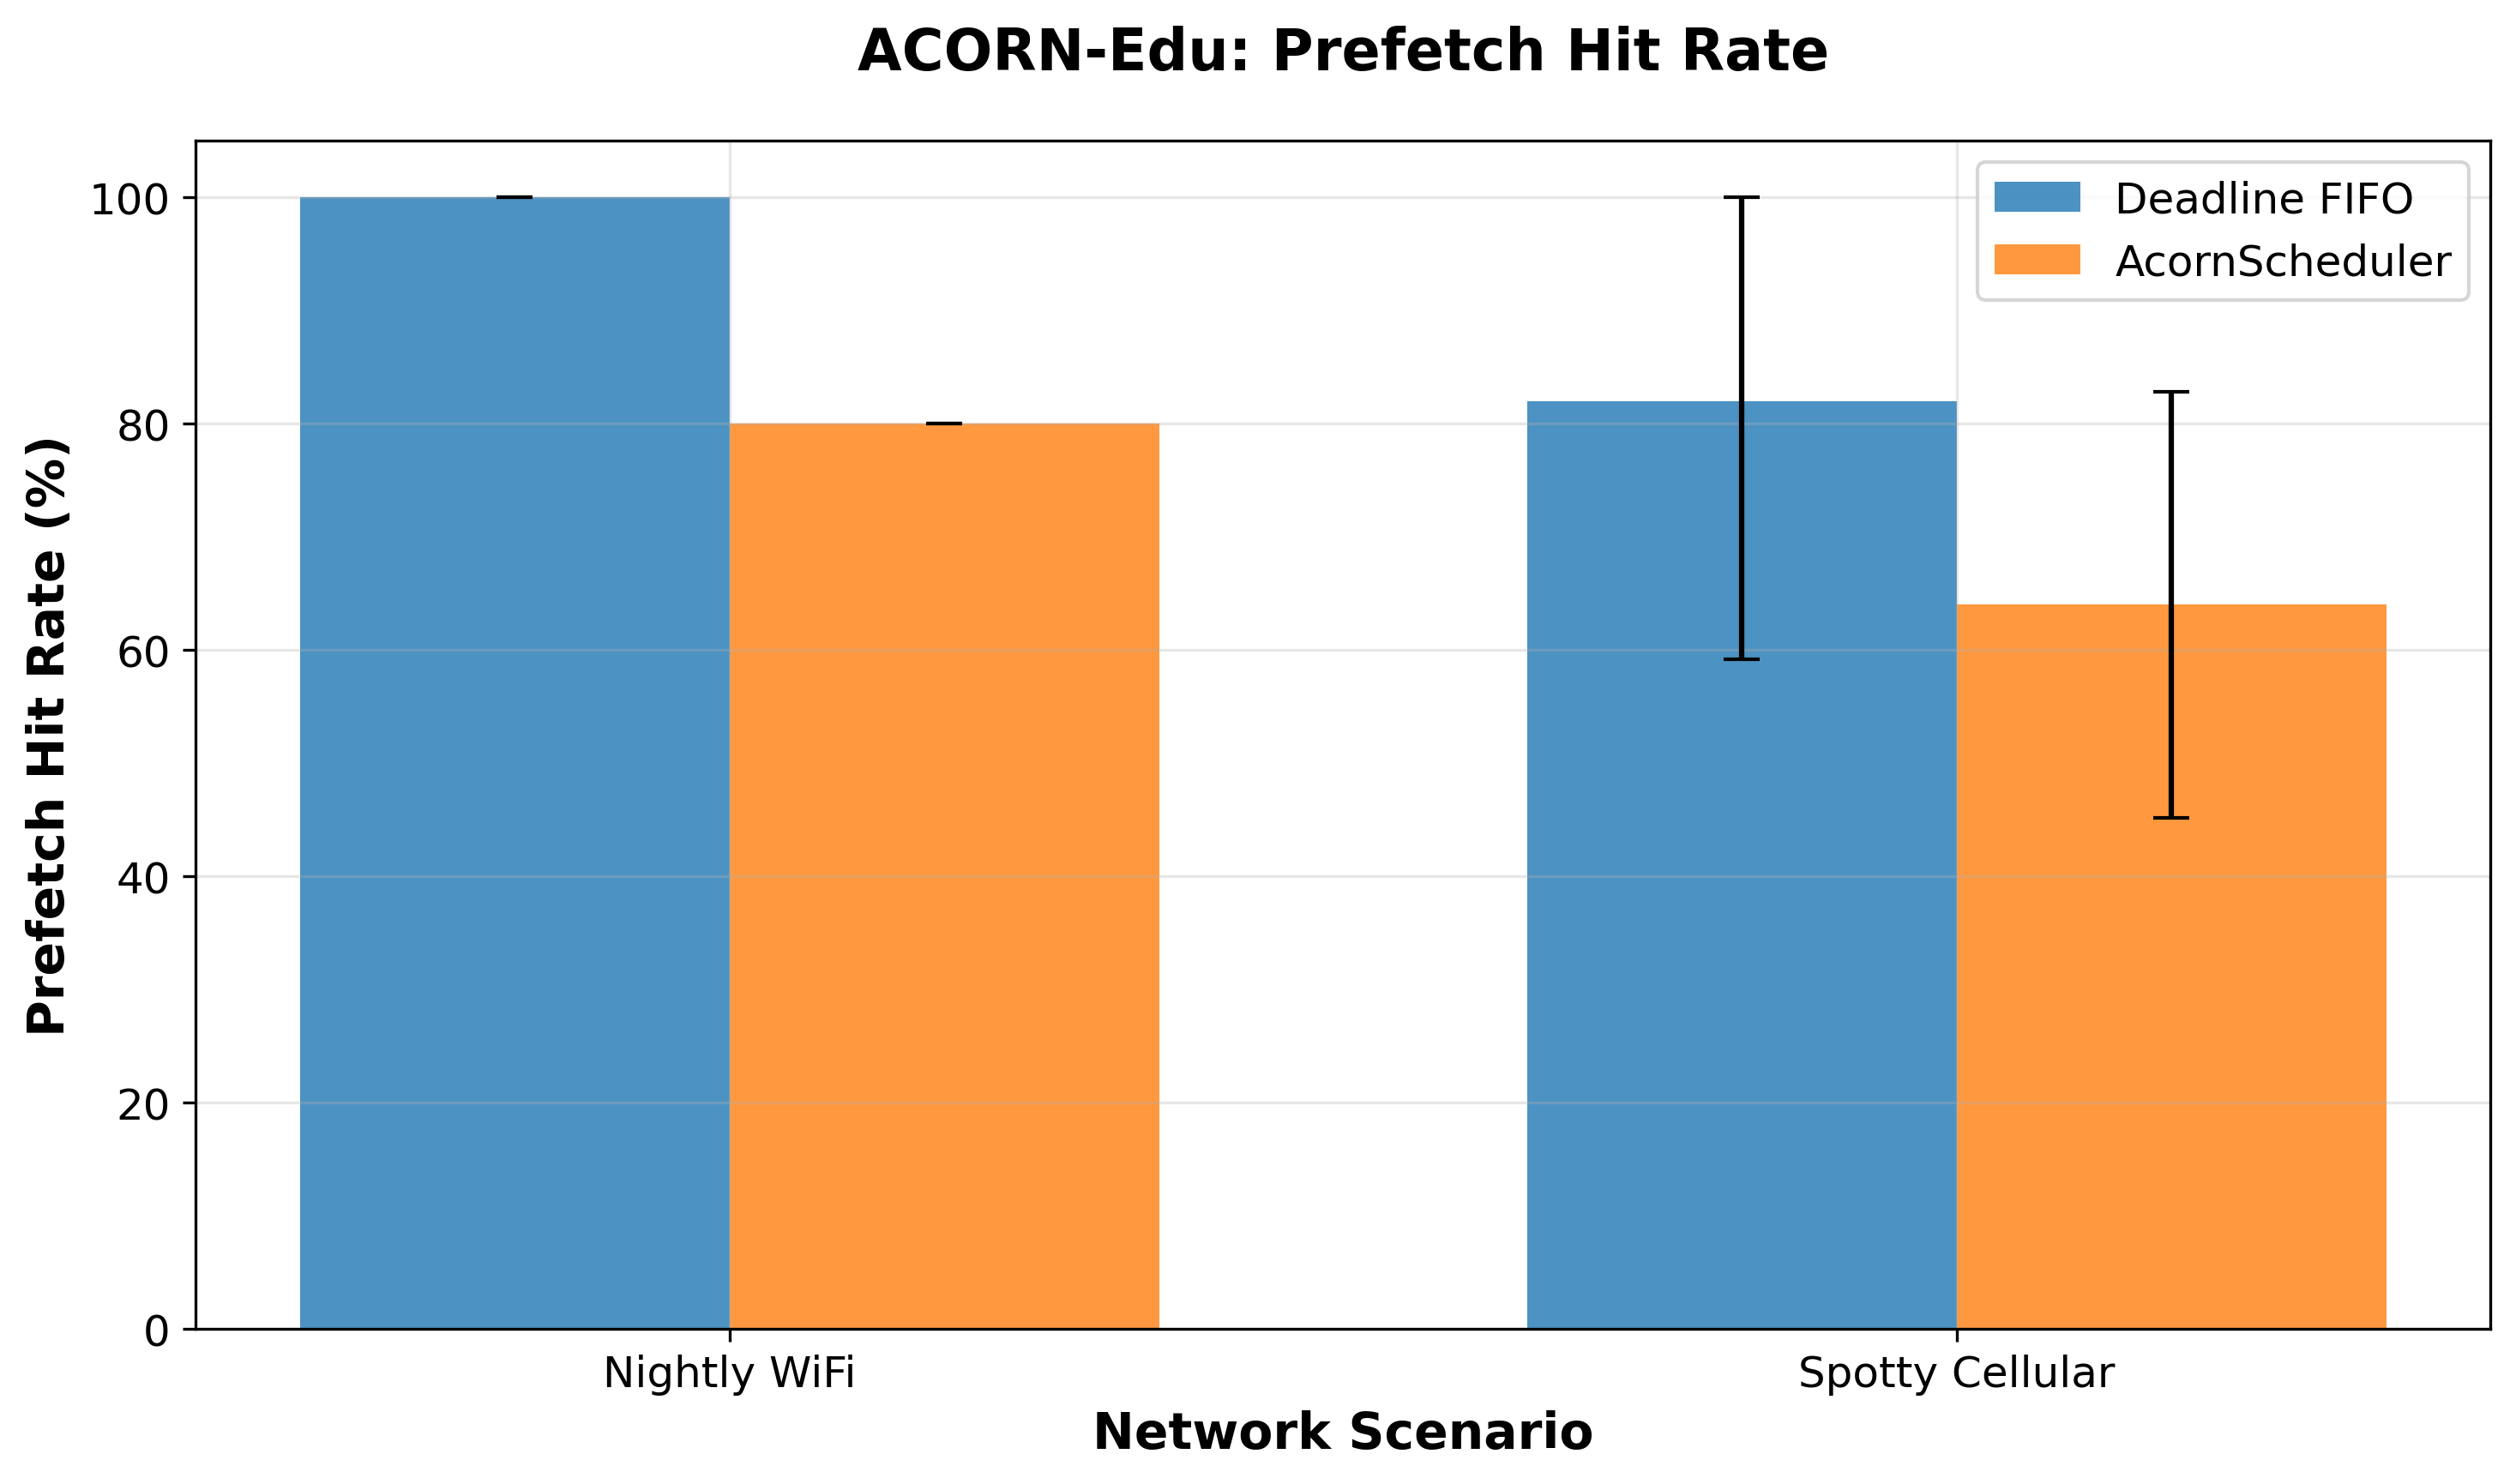 ACORN-Edu: Prefetch Hit Rate
Prefetch Hit Rate (%)
100
80
60
40
20
0
Deadline FIFO
AcornScheduler
Nightly WiFi
Spotty Cellular
Network Scenario